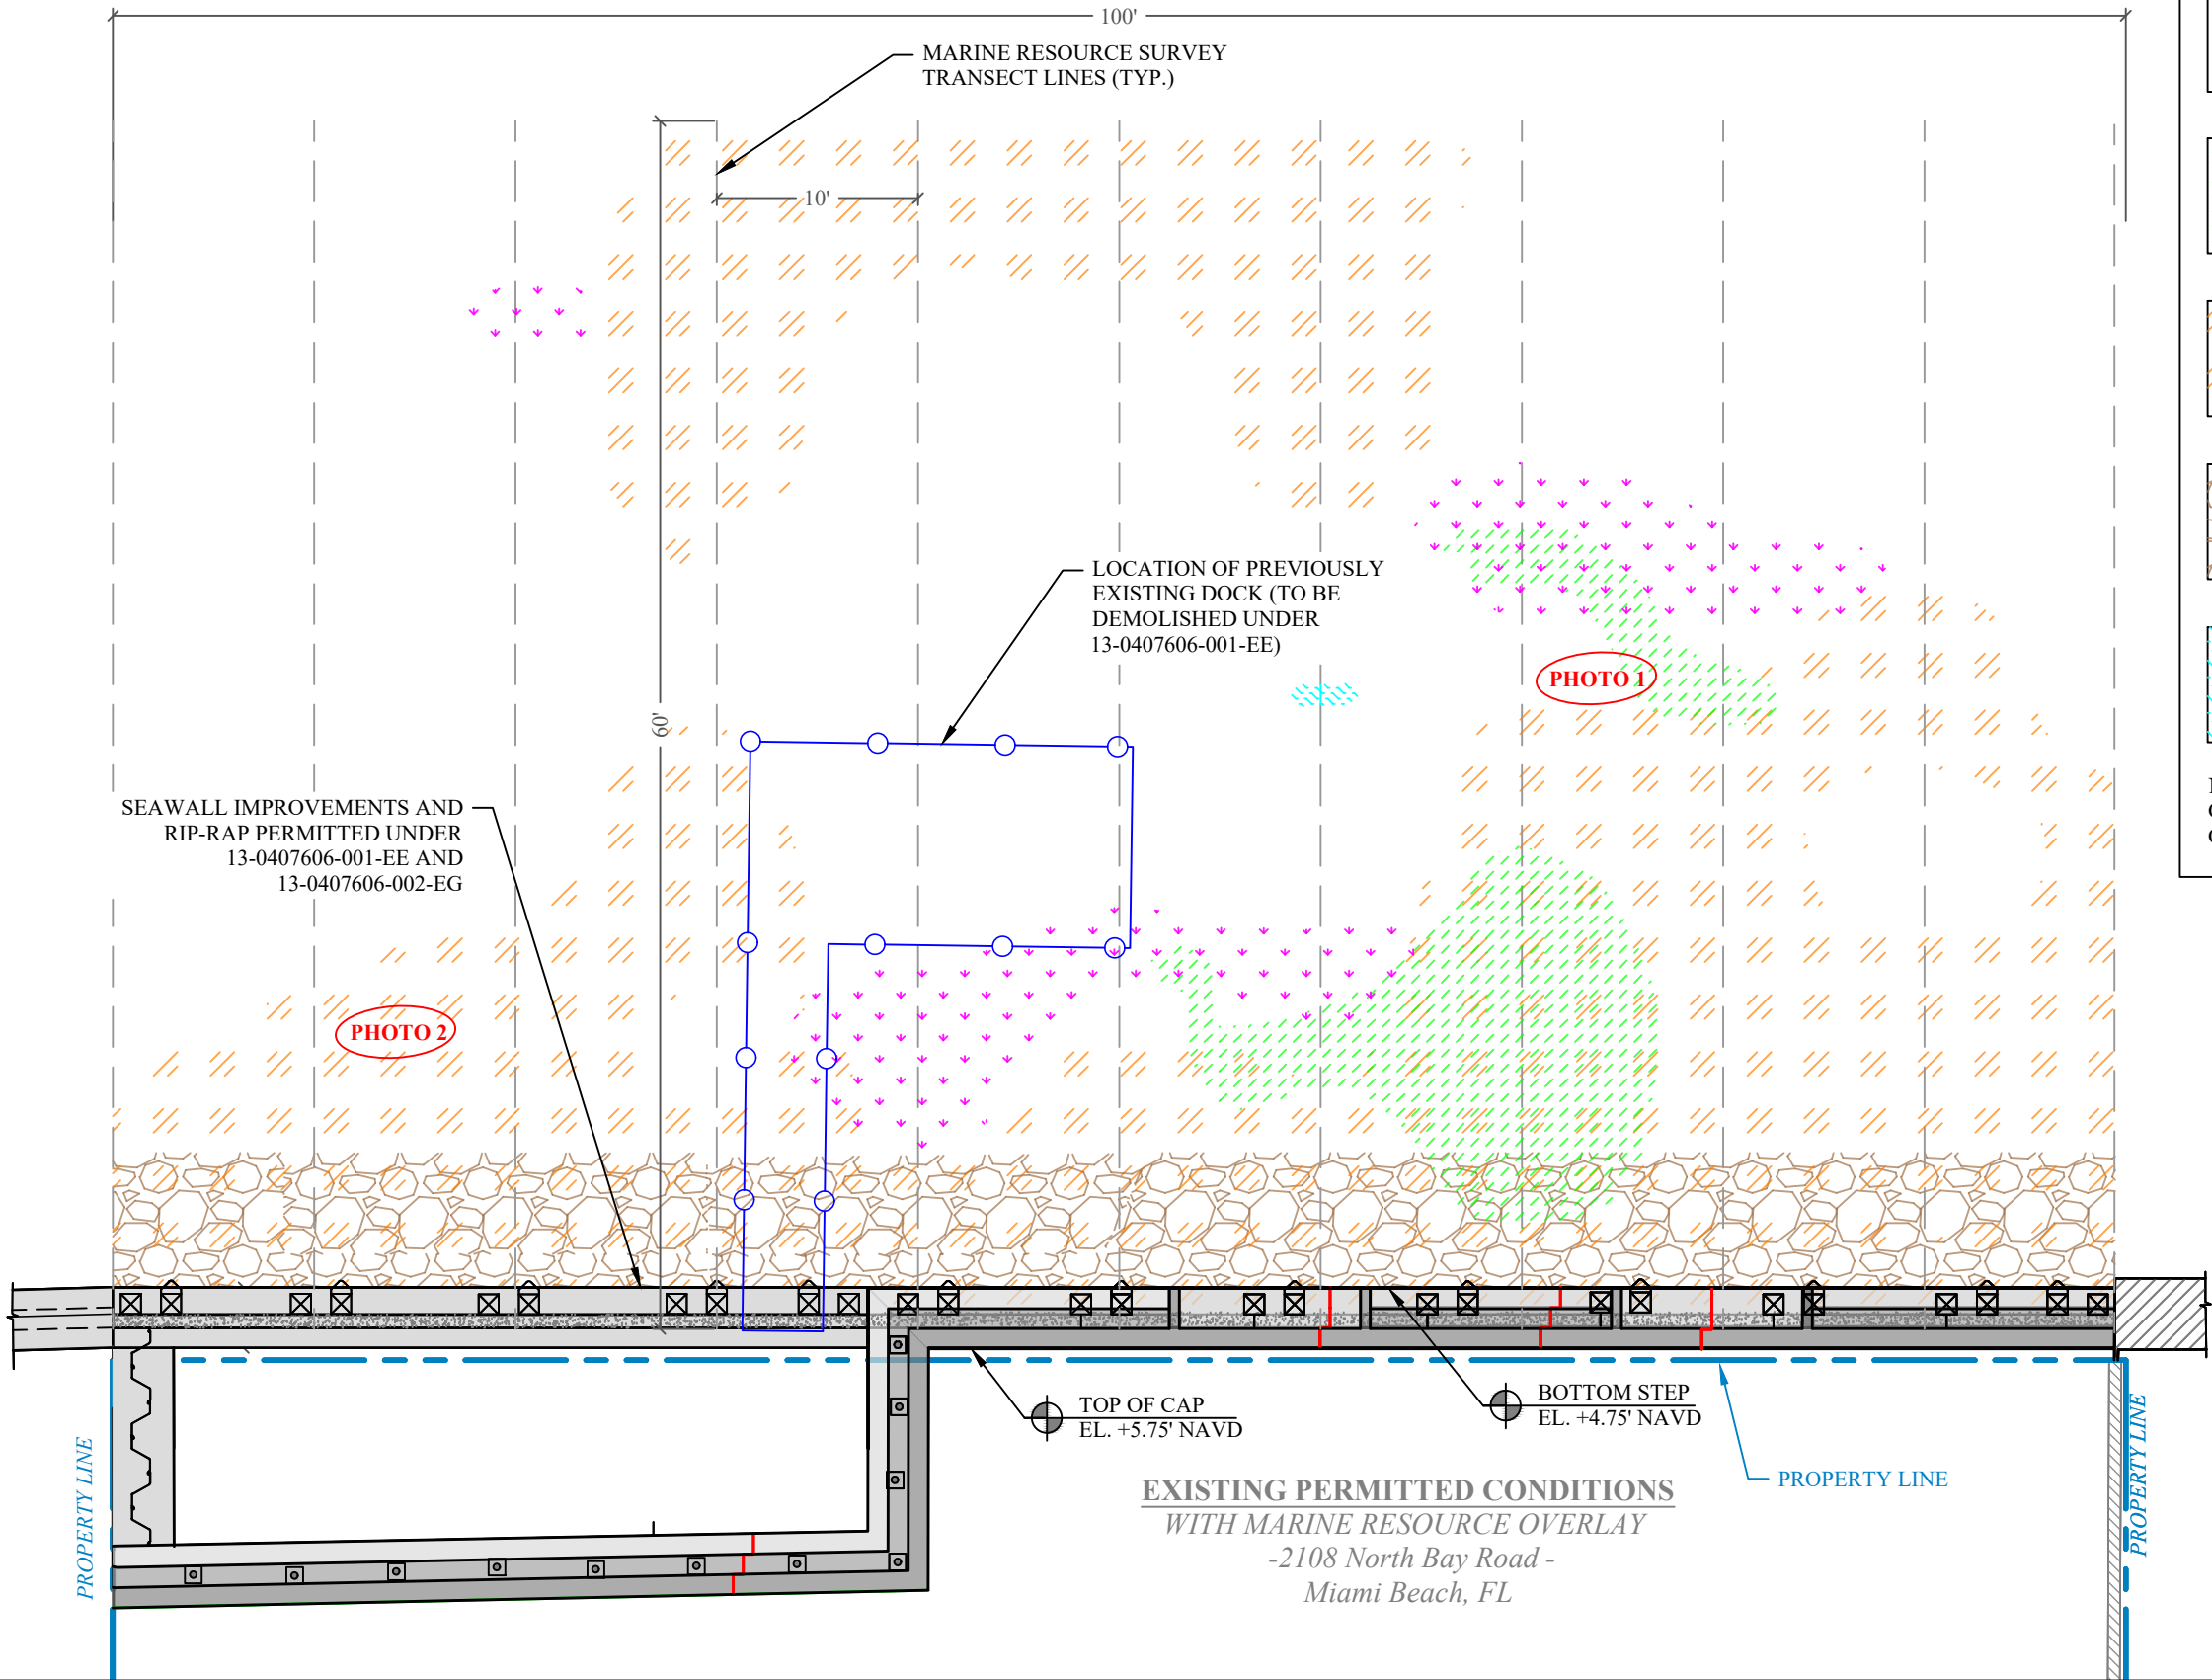 100'
MARINE RESOURCE SURVEY
TRANSECT LINES (TYP.)
10'
LOCATION OF PREVIOUSLY
EXISTING DOCK (TO BE
DEMOLISHED UNDER
13-0407606-001-EE)
PHOTO 1
60'
SEAWALL IMPROVEMENTS AND
RIP-RAP PERMITTED UNDER
13-0407606-001-EE AND
13-0407606-002-EG
PHOTO 2
TOP OF CAP
EL. +5.75' NAVD
BOTTOM STEP
EL. +4.75' NAVD
PROPERTY LINE
PROPERTY LINE
PROPERTY LINE
EXISTING PERMITTED CONDITIONS
WITH MARINE RESOURCE OVERLAY
-2108 North Bay Road -
Miami Beach, FL